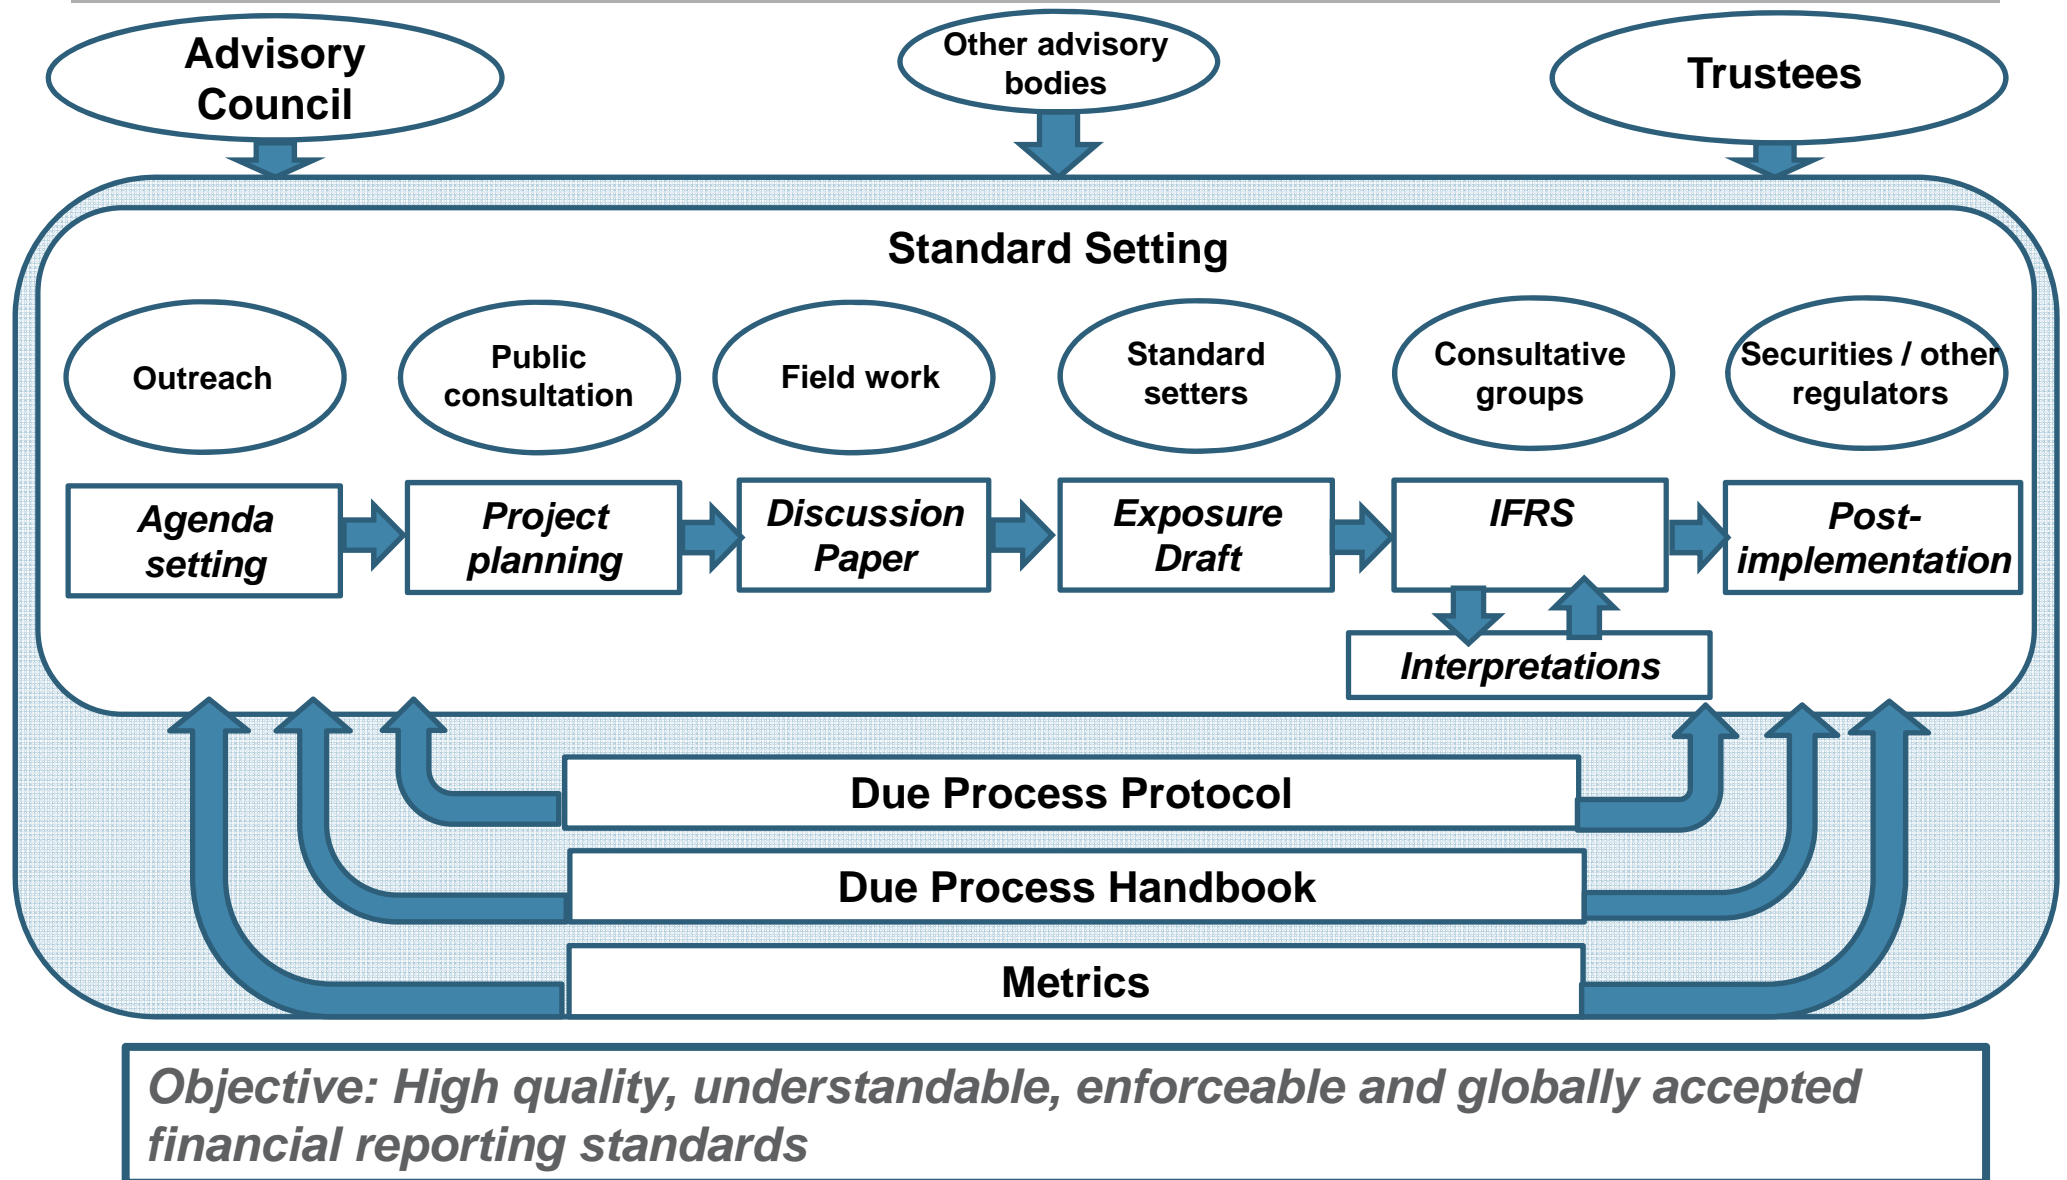 Advisory
Council
Other advisory
bodies
Trustees
Standard Setting
Outreach
Public
consultation
Field work
Standard
setters
Consultative
groups
Securities / other
regulators
Agenda
setting
Project
planning
Discussion
Paper
Exposure
Draft
IFRS
Post-
implementation
Interpretations
Due Process Protocol
Due Process Handbook
Metrics
Objective: High quality, understandable, enforceable and globally accepted
financial reporting standards